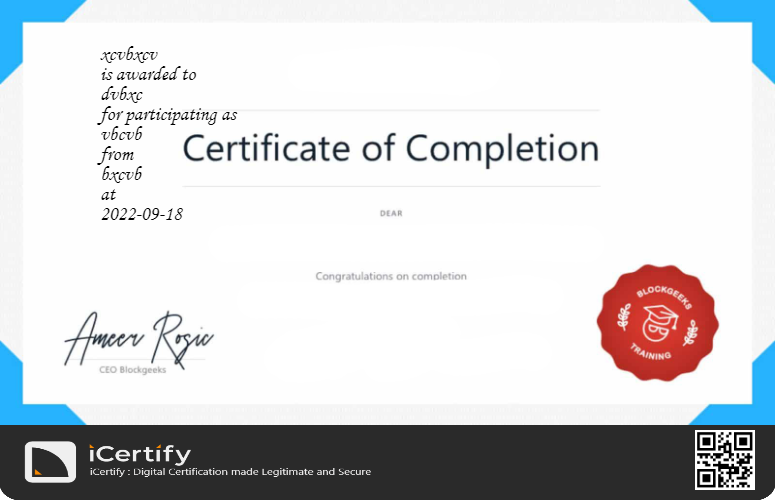 xcvbxcv
is awarded to
dvbxc
for participating as
vbcvb
from
bxcvb
at
2022-09-18
Certificate of Completion
DEAR
Congratulations on completion
Ameer Rosic
CEO Blockgeeks
BLOCKGEEKS
TRAINING
iCertify
iCertify : Digital Certification made Legitimate and Secure